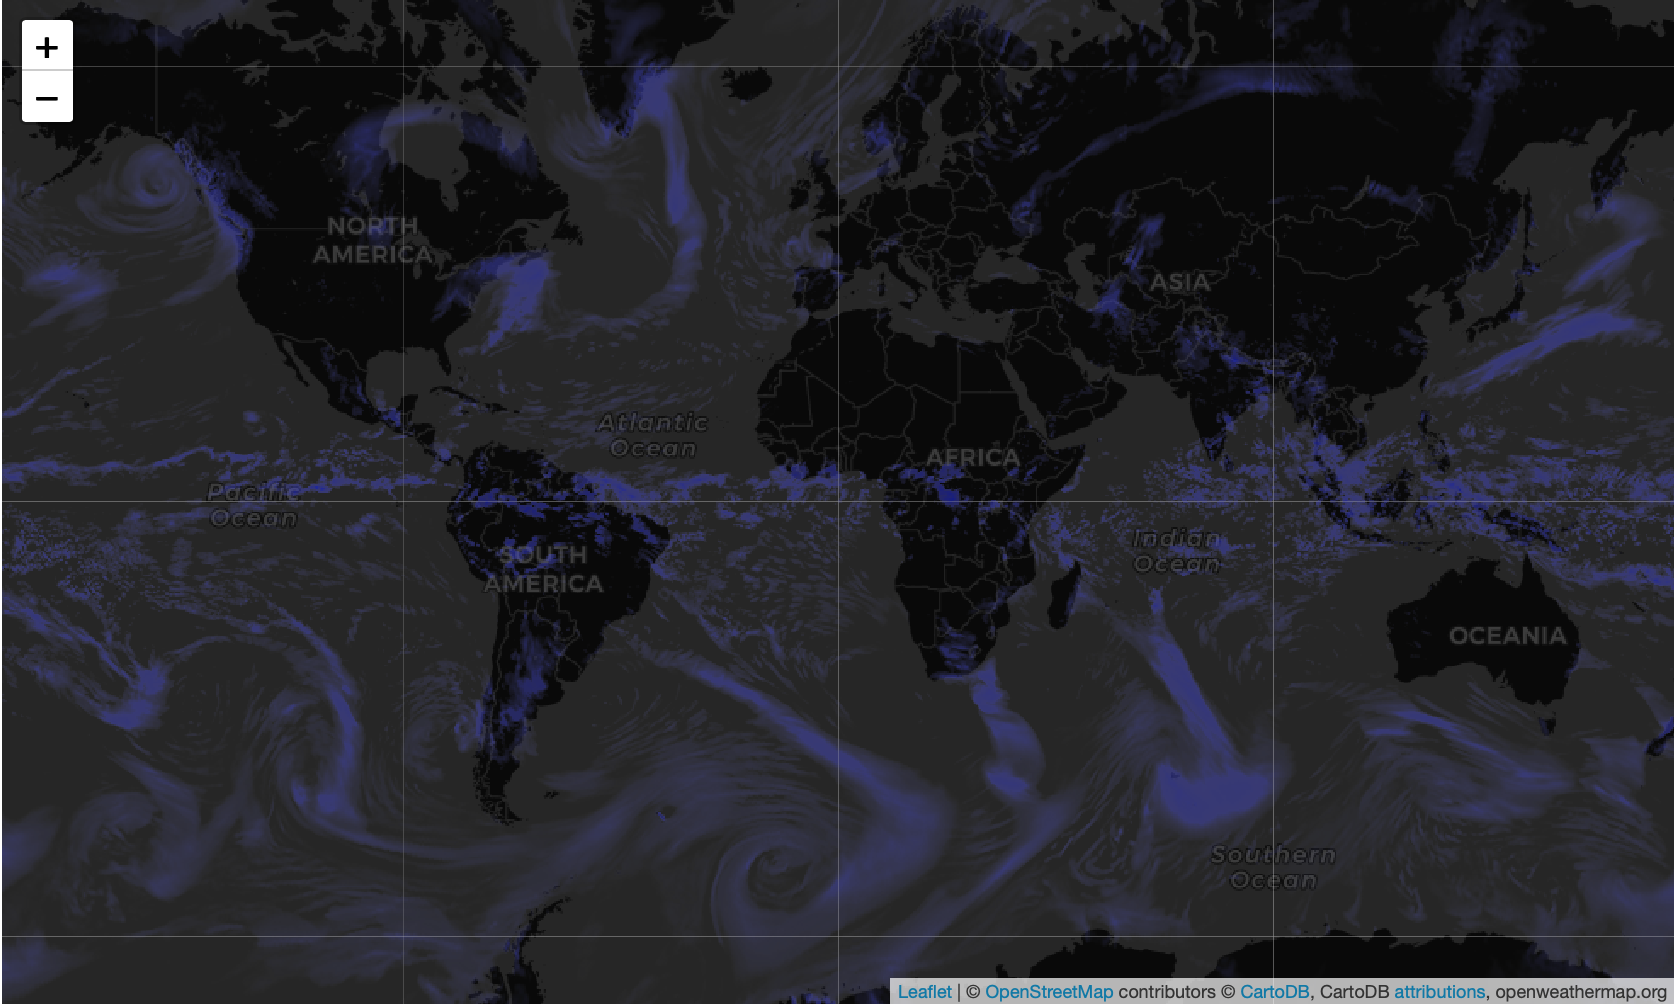 +
−
NORTH
AMERICA
ASIA
Atlantic
Ocean
AFRICA
Pacific
Ocean
Indian
Ocean
SOUTH
AMERICA
OCEANIA
Southern
Ocean
Leaflet | © OpenStreetMap contributors © CartoDB, CartoDB attributions, openweathermap.org